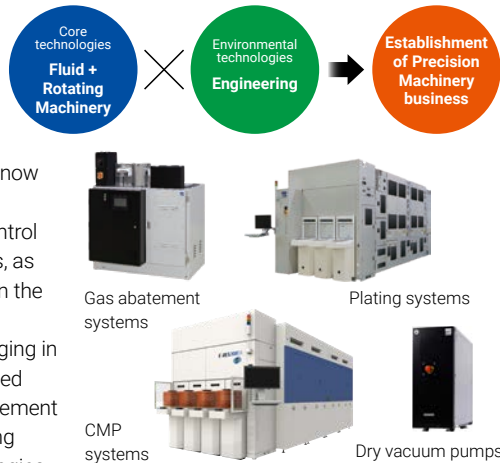 Core
technologies
Fluid +
Rotating
Machinery
Environmental
technologies
Engineering
Establishment
of Precision
Machinery
business
now
ntrol
s, as
n the
ging in
ed
ement
ng
Gas abatement
systems
Plating systems
CMP
systems
Dry vacuum pumps